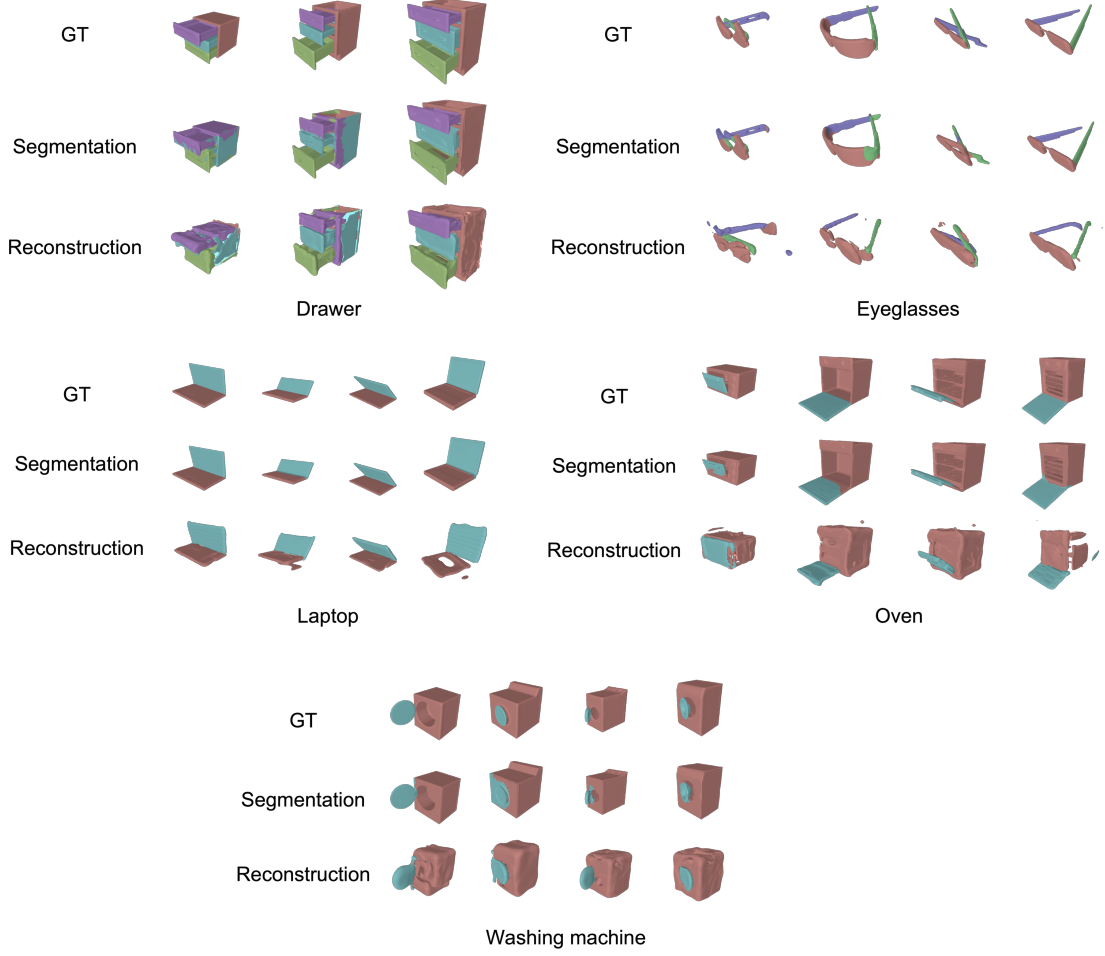 GT
Segmentation
Reconstruction
Drawer
GT
Segmentation
Reconstruction
Eyeglasses
GT
Segmentation
Reconstruction
Laptop
GT
Segmentation
Reconstruction
Oven
GT
Segmentation
Reconstruction
Washing machine